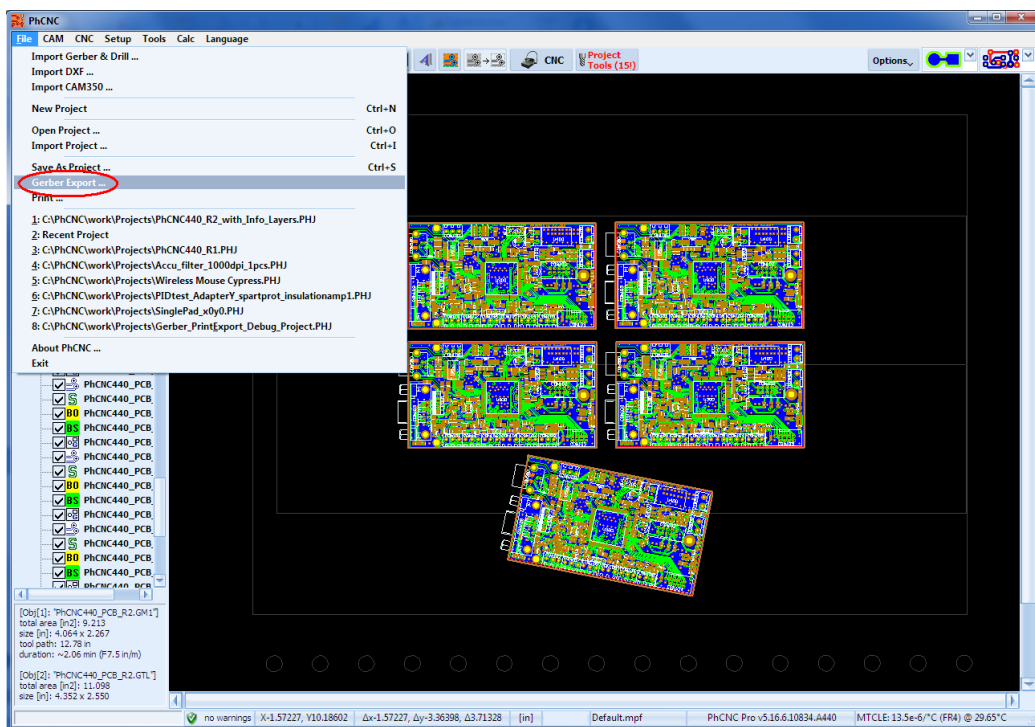 PhCNC
File CAM CNC Setup Tools Calc Language
Import Gerber & Drill ...
Import DXF ...
Import CAM350 ...
New Project Ctrl+N
Open Project ... Ctrl+O
Import Project ... Ctrl+I
Save As Project ... Ctrl+S
Gerber Export ...
Print ...
1: C:\PhCNC\work\Projects\PhCNC440_R2_with_Info_Layers.PHJ
2: Recent Project
3: C:\PhCNC\work\Projects\PhCNC440_R1.PHJ
4: C:\PhCNC\work\Projects\Accu_filter_1000dpi_1pcs.PHJ
5: C:\PhCNC\work\Projects\Wireless Mouse Cypress.PHJ
6: C:\PhCNC\work\Projects\PIDtest_AdapterY_spartprot_insulationamp1.PHJ
7: C:\PhCNC\work\Projects\SinglePad_x0y0.PHJ
8: C:\PhCNC\work\Projects\Gerber_PrintExport_Debug_Project.PHJ
About PhCNC ...
Exit
CNC
Project
Tools (15!)
Options
PhCNC440_PCB_
S PhCNC440_PCB_
BO PhCNC440_PCB_
BS PhCNC440_PCB_
PhCNC440_PCB_
PhCNC440_PCB_
S PhCNC440_PCB_
BO PhCNC440_PCB_
BS PhCNC440_PCB_
PhCNC440_PCB_
PhCNC440_PCB_
S PhCNC440_PCB_
BO PhCNC440_PCB_
BS PhCNC440_PCB_
PhCNC440_PCB_
[Obj[1]: "PhCNC440_PCB_R2.GM1"]
total area [in2]: 9.213
size [in]: 4.064 x 2.267
tool path: 12.78 in
duration: ~2.06 min (F7.5 in/m)
[Obj[2]: "PhCNC440_PCB_R2.GTL"]
total area [in2]: 11.098
size [in]: 4.352 x 2.550
no warnings X-1.57227, Y10.18602 Δx-1.57227, Δy-3.36398, Δ3.71328 [in] Default.mpf PhCNC Pro v5.16.6.10834.A440 MTCLE: 13.5e-6/°C (FR4) @ 29.65°C